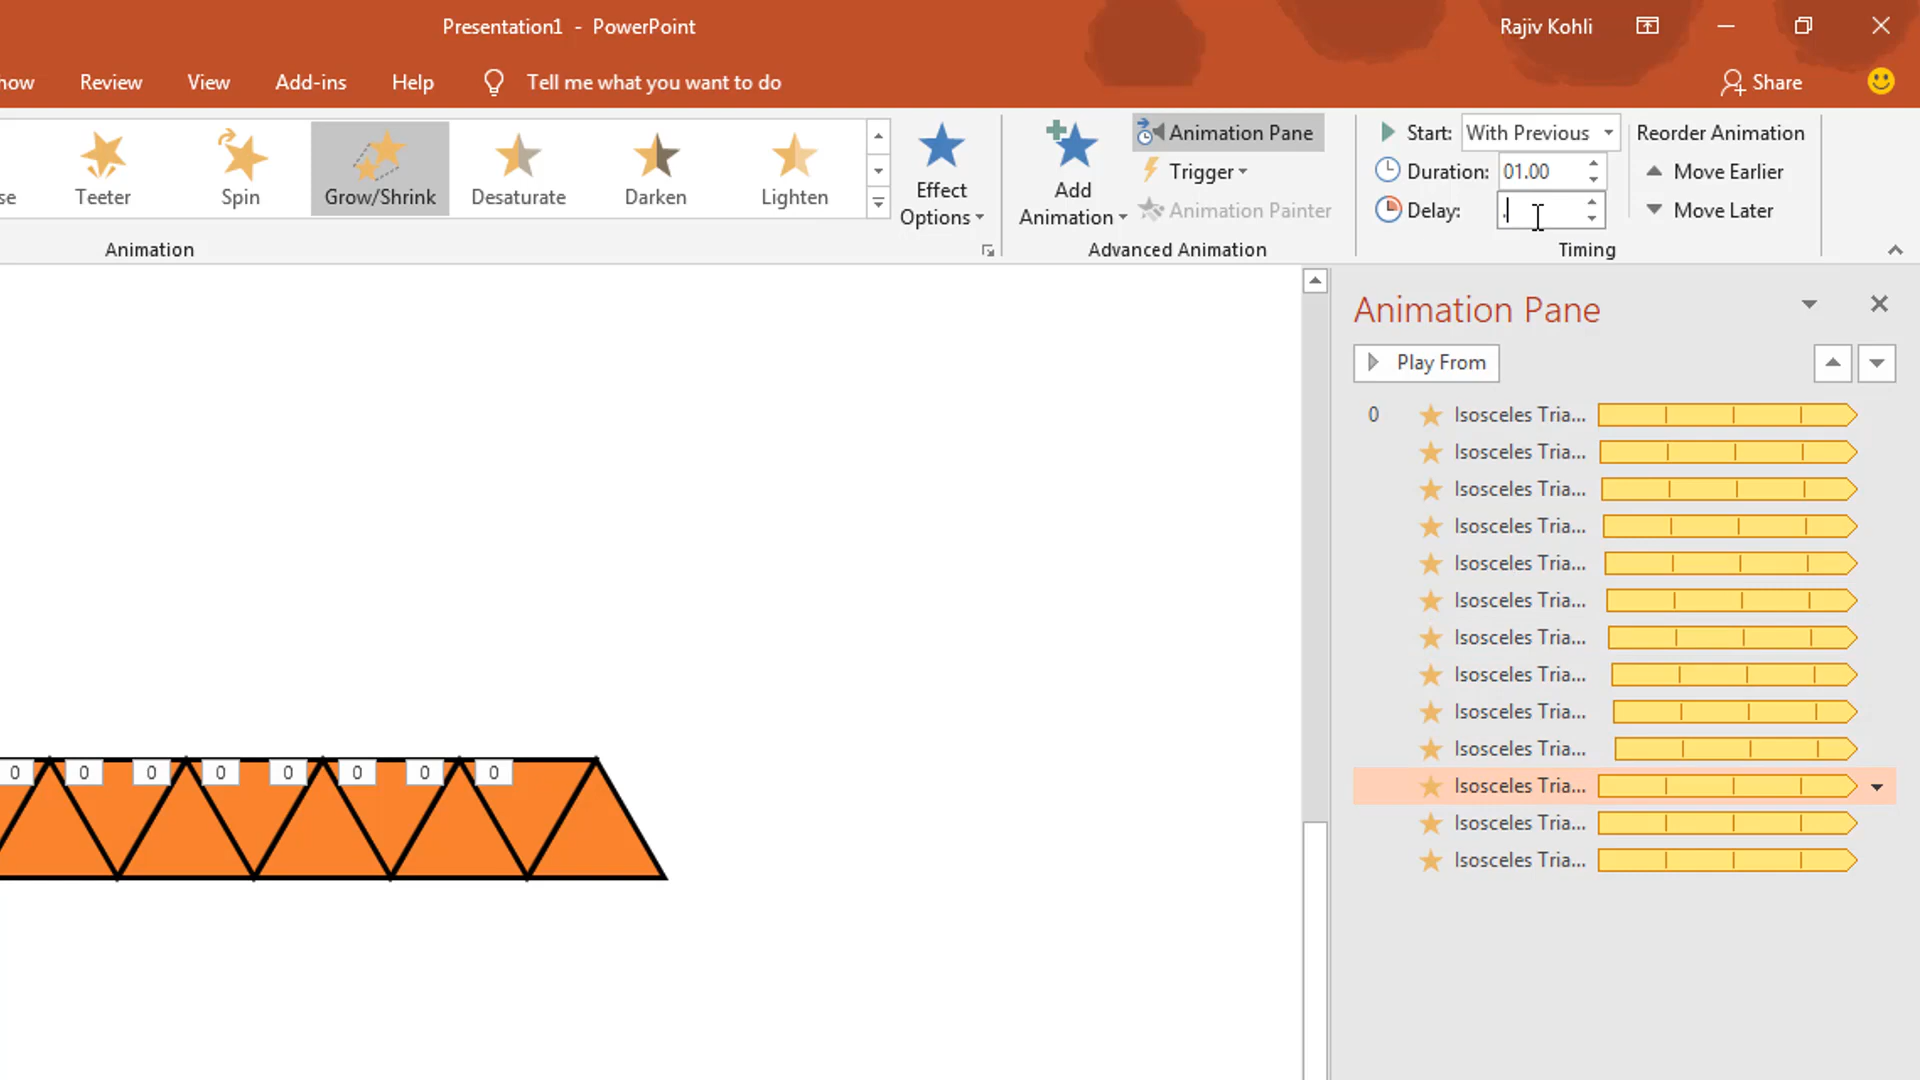 Presentation1 - PowerPoint
Rajiv Kohli
how Review View Add-ins Help Tell me what you want to do
Share
se Teeter Spin Grow/Shrink Desaturate Darken Lighten
Effect
Options
Add
Animation
Animation Pane
Trigger
Animation Painter
Start: With Previous
Duration: 01.00
Delay: .
Reorder Animation
Move Earlier
Move Later
Animation
Advanced Animation
Timing
Animation Pane
Play From
0 Isosceles Tria...
Isosceles Tria...
Isosceles Tria...
Isosceles Tria...
Isosceles Tria...
Isosceles Tria...
Isosceles Tria...
Isosceles Tria...
Isosceles Tria...
Isosceles Tria...
Isosceles Tria...
Isosceles Tria...
Isosceles Tria...
0 0 0 0 0 0 0 0